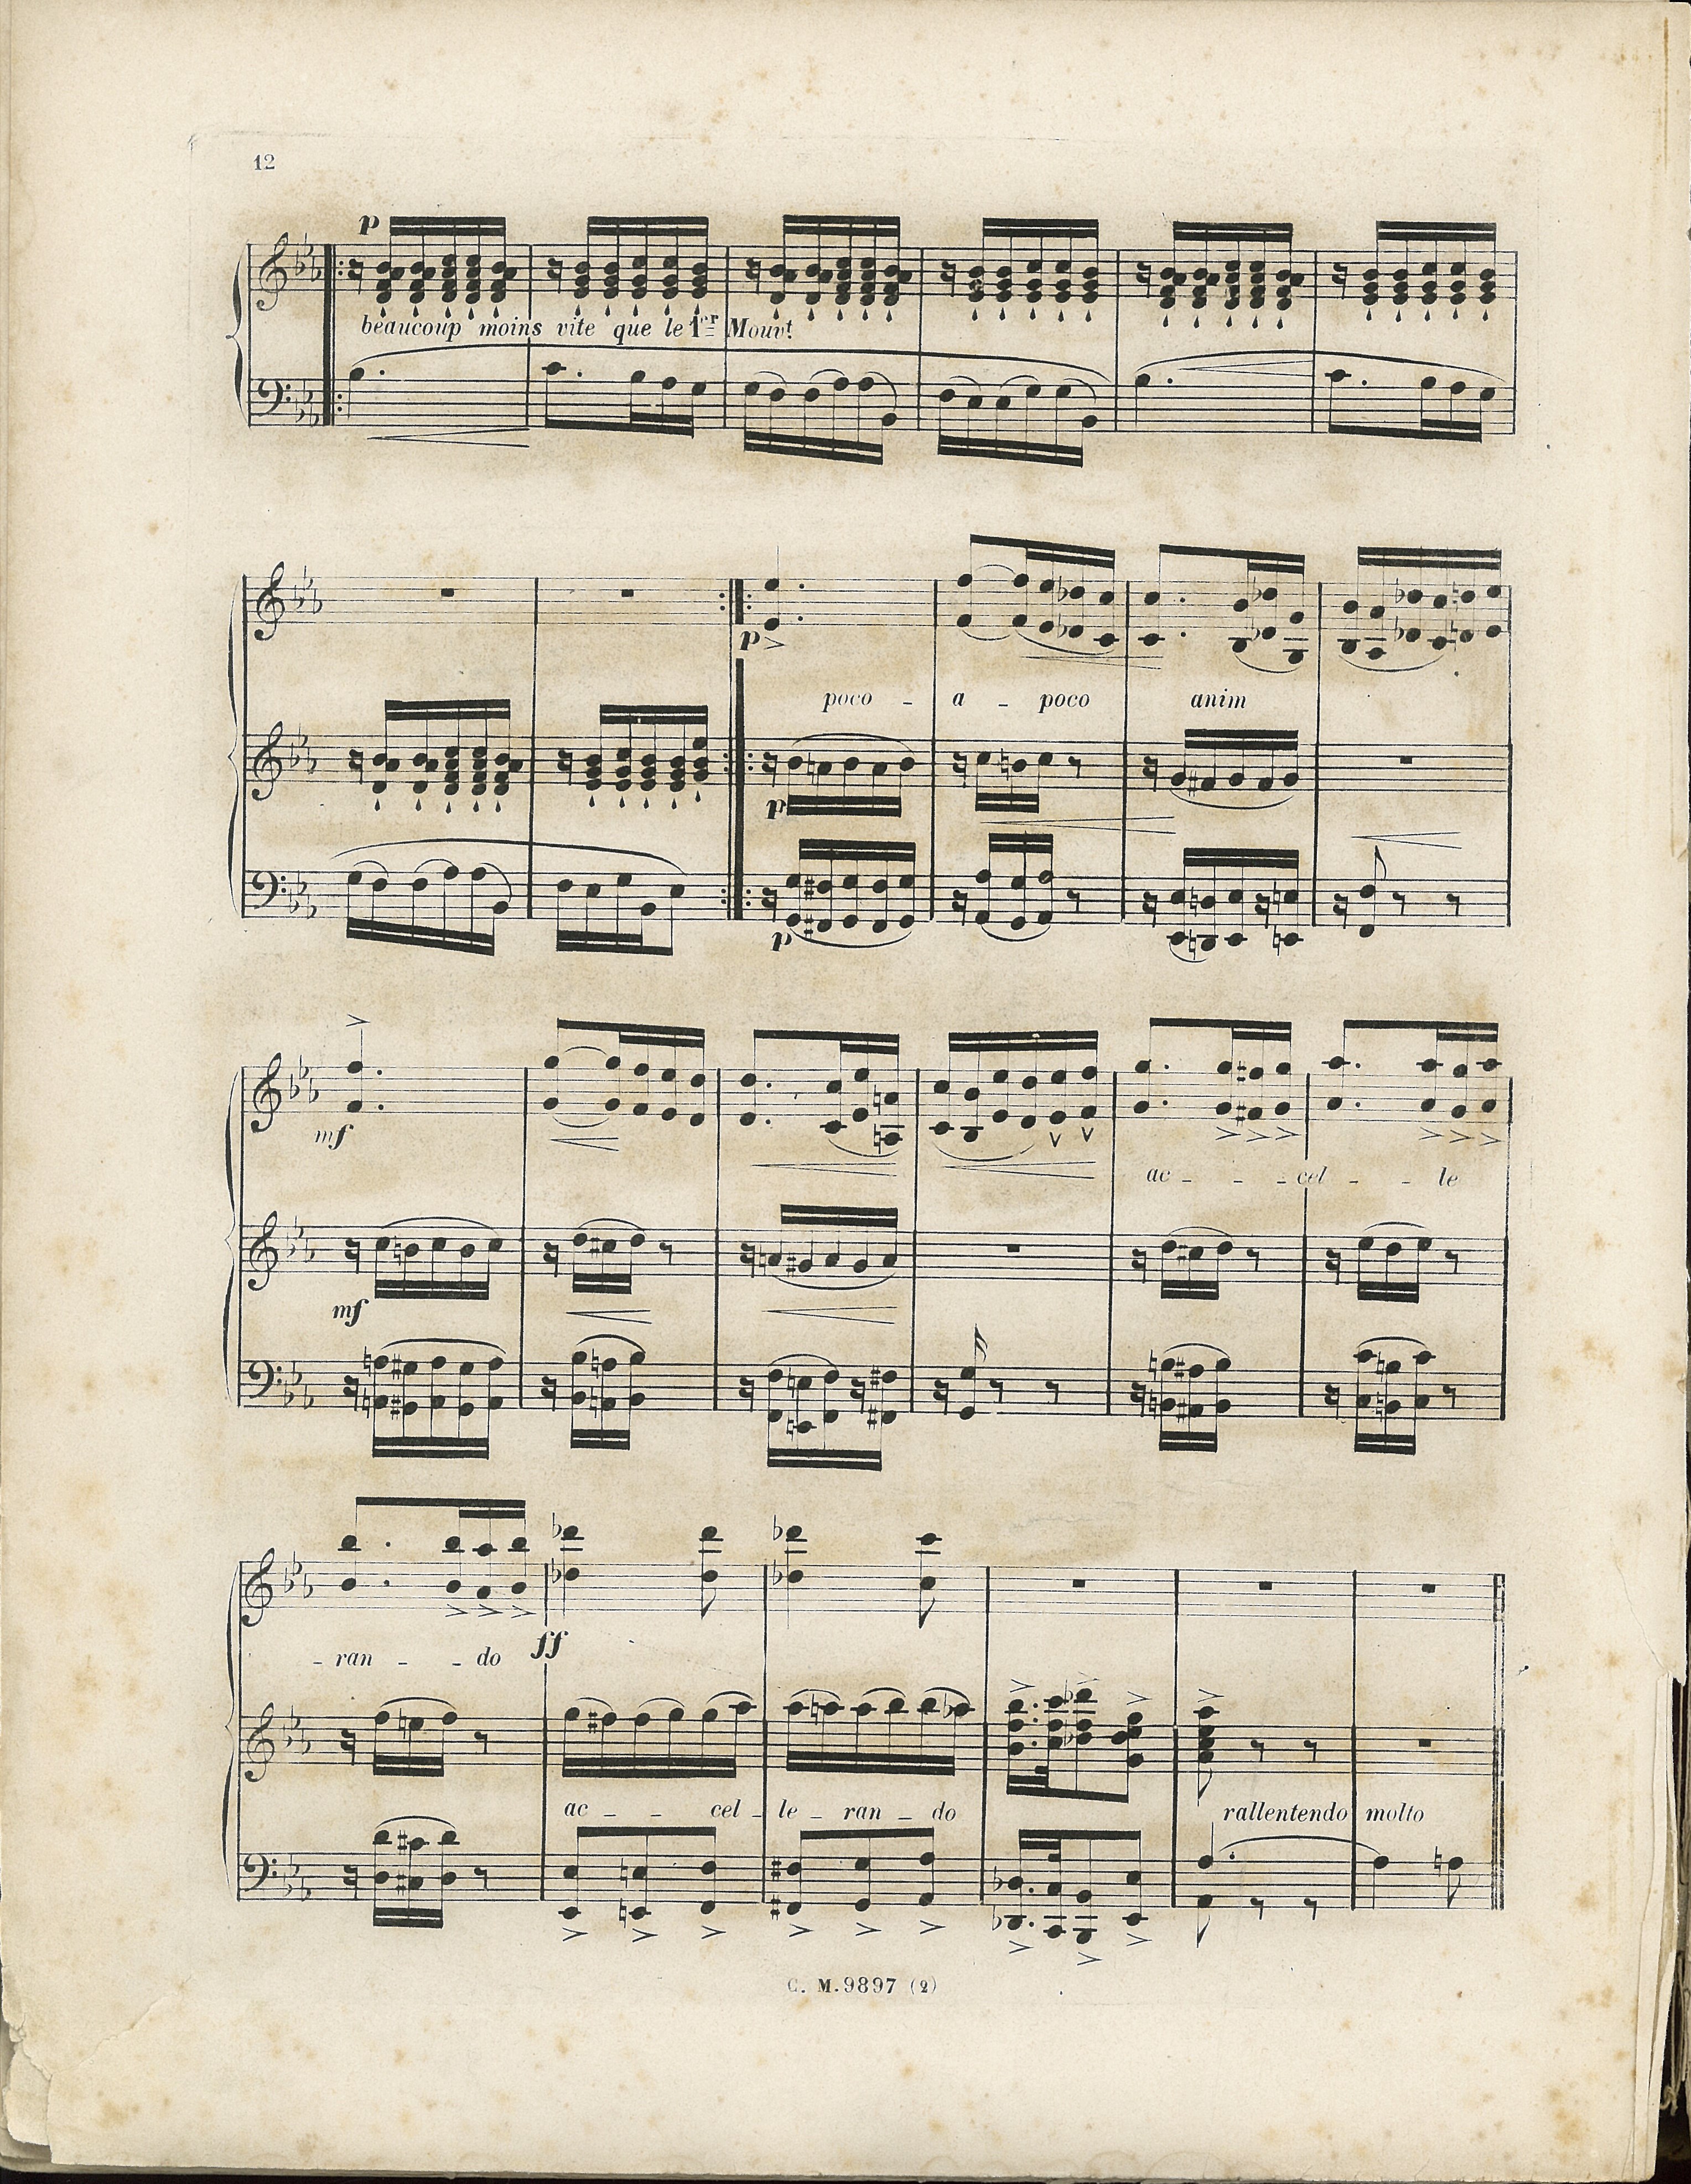 12
p
beaucoup moins vite que le 1er Mouvt.
p
poco - a - poco anim
p
p
mf
ac - - - cel - - le
mf
- ran - - do ff
ac - - cel - le - ran - do
rallentendo molto
C. M. 9897 (2)